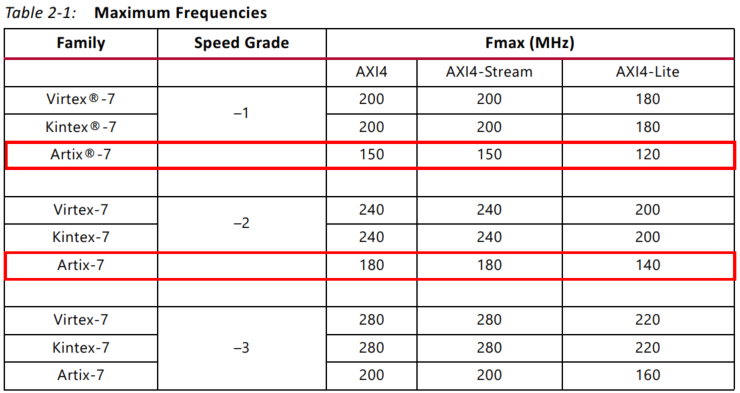 Table 2-1: Maximum Frequencies
Family Speed Grade Fmax (MHz)
AXI4 AXI4-Stream AXI4-Lite
Virtex®-7 –1 200 200 180
Kintex®-7 200 200 180
Artix®-7 150 150 120
Virtex-7 –2 240 240 200
Kintex-7 240 240 200
Artix-7 180 180 140
Virtex-7 –3 280 280 220
Kintex-7 280 280 220
Artix-7 200 200 160